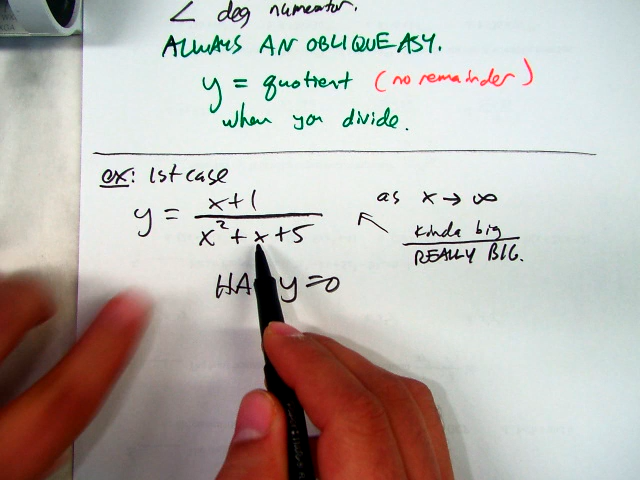 < deg numerator.
ALWAYS AN OBLIQUE ASY.
y = quotient (no remainder)
when you divide.
ex: 1st case
y = x+1 / x² + x + 5
as x → ∞
kinda big / REALLY BIG.
HA y = 0